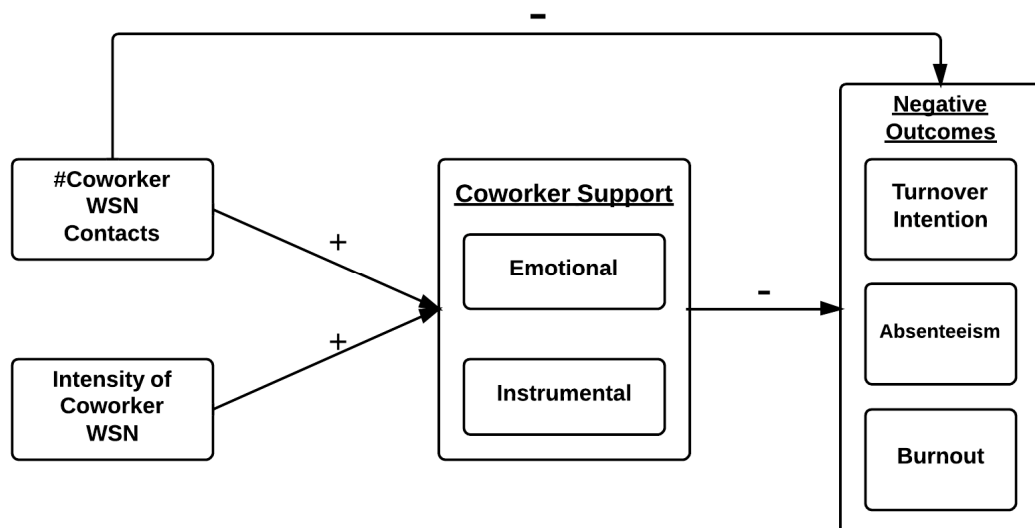 -
#Coworker
WSN
Contacts
+
+
Intensity of
Coworker
WSN
Coworker Support
Emotional
Instrumental
-
Negative
Outcomes
Turnover
Intention
Absenteeism
Burnout